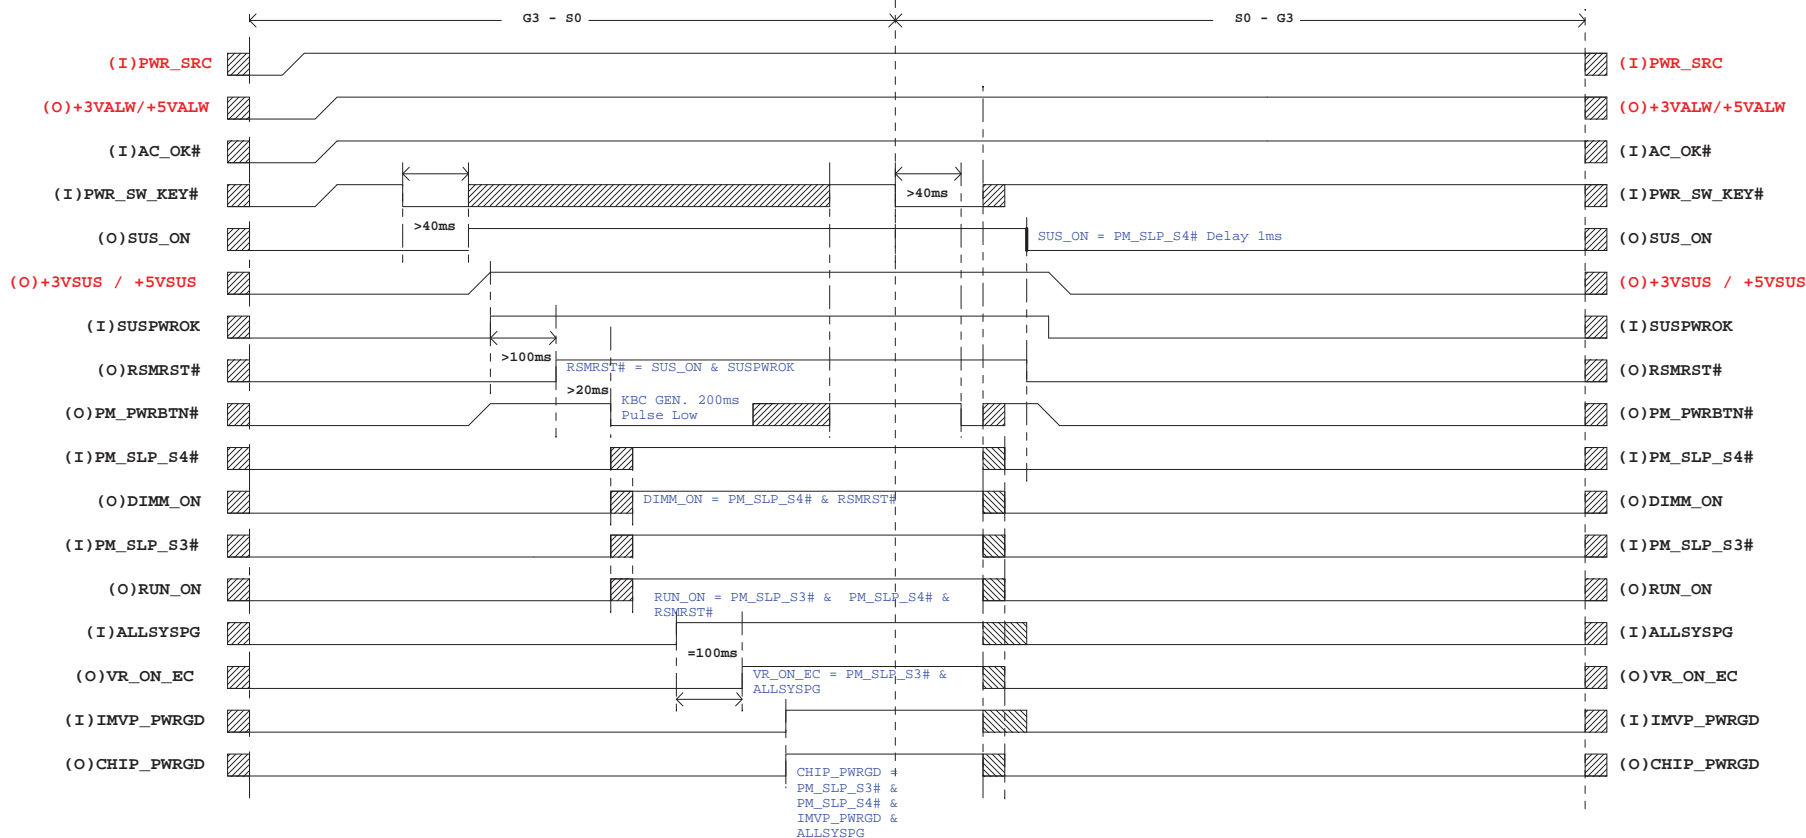 G3 - S0
S0 - G3
(I)PWR_SRC
(I)PWR_SRC
(O)+3VALW/+5VALW
(O)+3VALW/+5VALW
(I)AC_OK#
(I)AC_OK#
(I)PWR_SW_KEY#
>40ms
(I)PWR_SW_KEY#
>40ms
(O)SUS_ON
SUS_ON = PM_SLP_S4# Delay 1ms
(O)SUS_ON
(O)+3VSUS / +5VSUS
(O)+3VSUS / +5VSUS
(I)SUSPWROK
(I)SUSPWROK
>100ms
(O)RSMRST#
RSMRST# = SUS_ON & SUSPWROK
(O)RSMRST#
>20ms
(O)PM_PWRBTN#
KBC GEN. 200ms
Pulse Low
(O)PM_PWRBTN#
(I)PM_SLP_S4#
(I)PM_SLP_S4#
(O)DIMM_ON
DIMM_ON = PM_SLP_S4# & RSMRST#
(O)DIMM_ON
(I)PM_SLP_S3#
(I)PM_SLP_S3#
(O)RUN_ON
RUN_ON = PM_SLP_S3# & PM_SLP_S4# &
RSMRST#
(O)RUN_ON
(I)ALLSYSPG
(I)ALLSYSPG
=100ms
(O)VR_ON_EC
VR_ON_EC = PM_SLP_S3# &
ALLSYSPG
(O)VR_ON_EC
(I)IMVP_PWRGD
(I)IMVP_PWRGD
(O)CHIP_PWRGD
(O)CHIP_PWRGD
CHIP_PWRGD =
PM_SLP_S3# &
PM_SLP_S4# &
IMVP_PWRGD &
ALLSYSPG